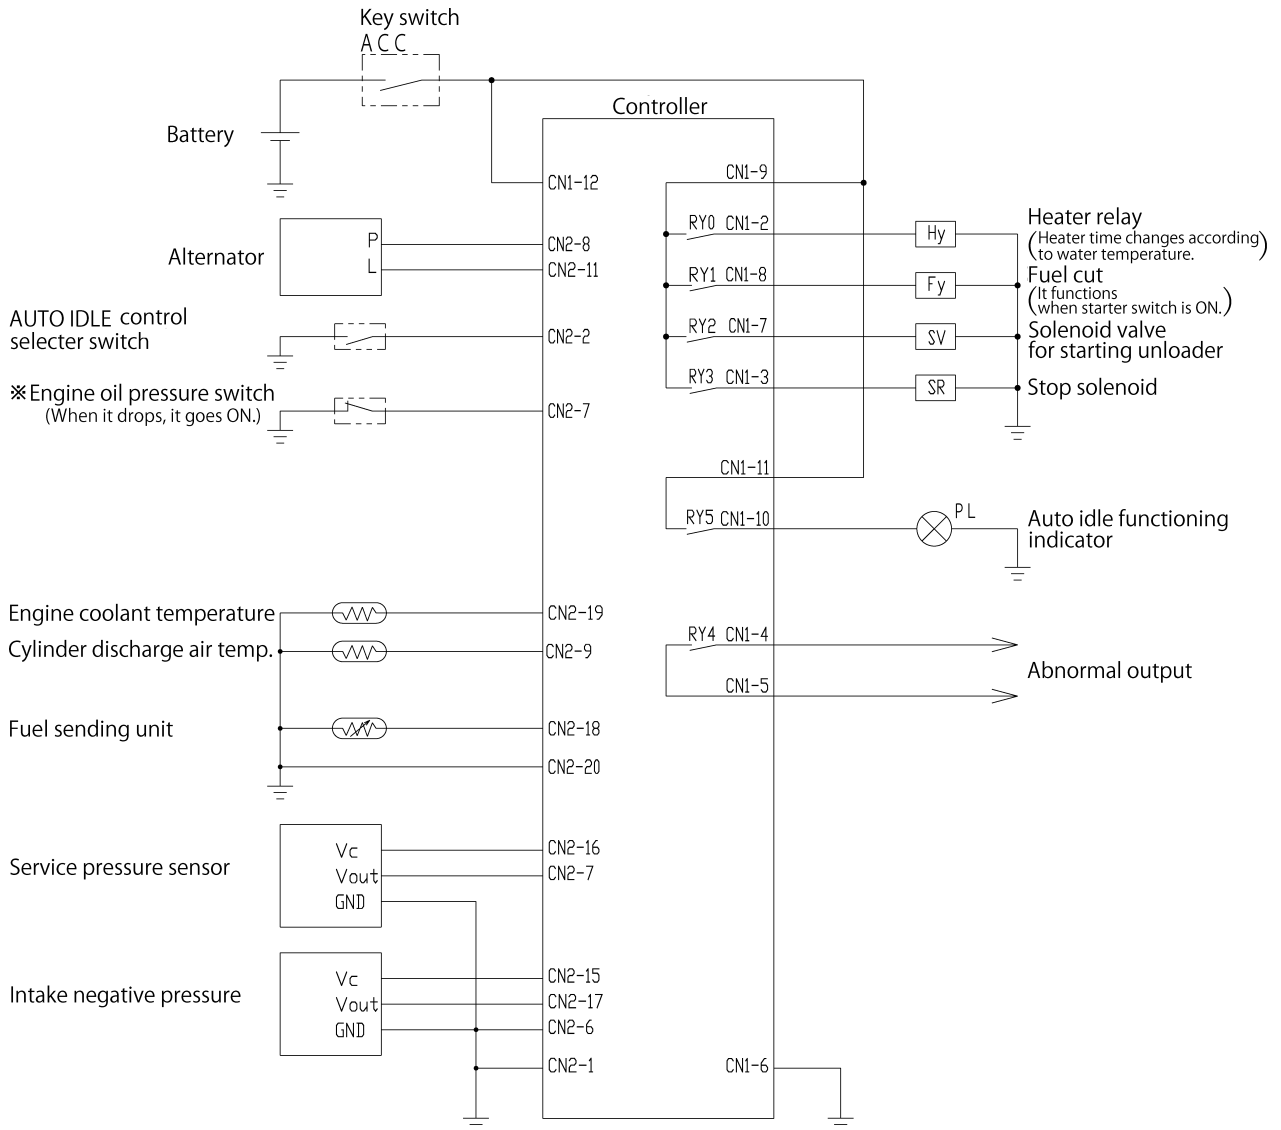 Key switch
ACC
Controller
Battery
CN1-12
CN1-9
Alternator
P
L
CN2-8
CN2-11
RY0 CN1-2
Hy
Heater relay
(Heater time changes according)
to water temperature.
RY1 CN1-8
Fy
Fuel cut
(It functions
when starter switch is ON.)
AUTO IDLE control
selecter switch
CN2-2
RY2 CN1-7
SV
Solenoid valve
for starting unloader
※Engine oil pressure switch
(When it drops, it goes ON.)
CN2-7
RY3 CN1-3
SR
Stop solenoid
CN1-11
RY5 CN1-10
PL
Auto idle functioning
indicator
Engine coolant temperature
CN2-19
Cylinder discharge air temp.
CN2-9
RY4 CN1-4
CN1-5
Abnormal output
Fuel sending unit
CN2-18
CN2-20
Service pressure sensor
Vc
Vout
GND
CN2-16
CN2-7
Intake negative pressure
Vc
Vout
GND
CN2-15
CN2-17
CN2-6
CN2-1
CN1-6